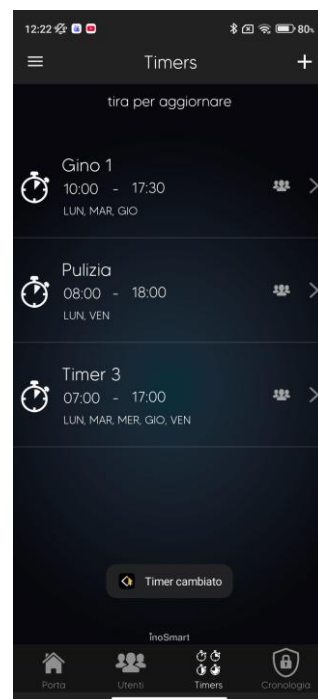 12:22
80%
Timers
tira per aggiornare
Gino 1
10:00 - 17:30
LUN, MAR, GIO
Pulizia
08:00 - 18:00
LUN, VEN
Timer 3
07:00 - 17:00
LUN, MAR, MER, GIO, VEN
Timer cambiato
inoSmart
Porta Utenti Timers Cronologia